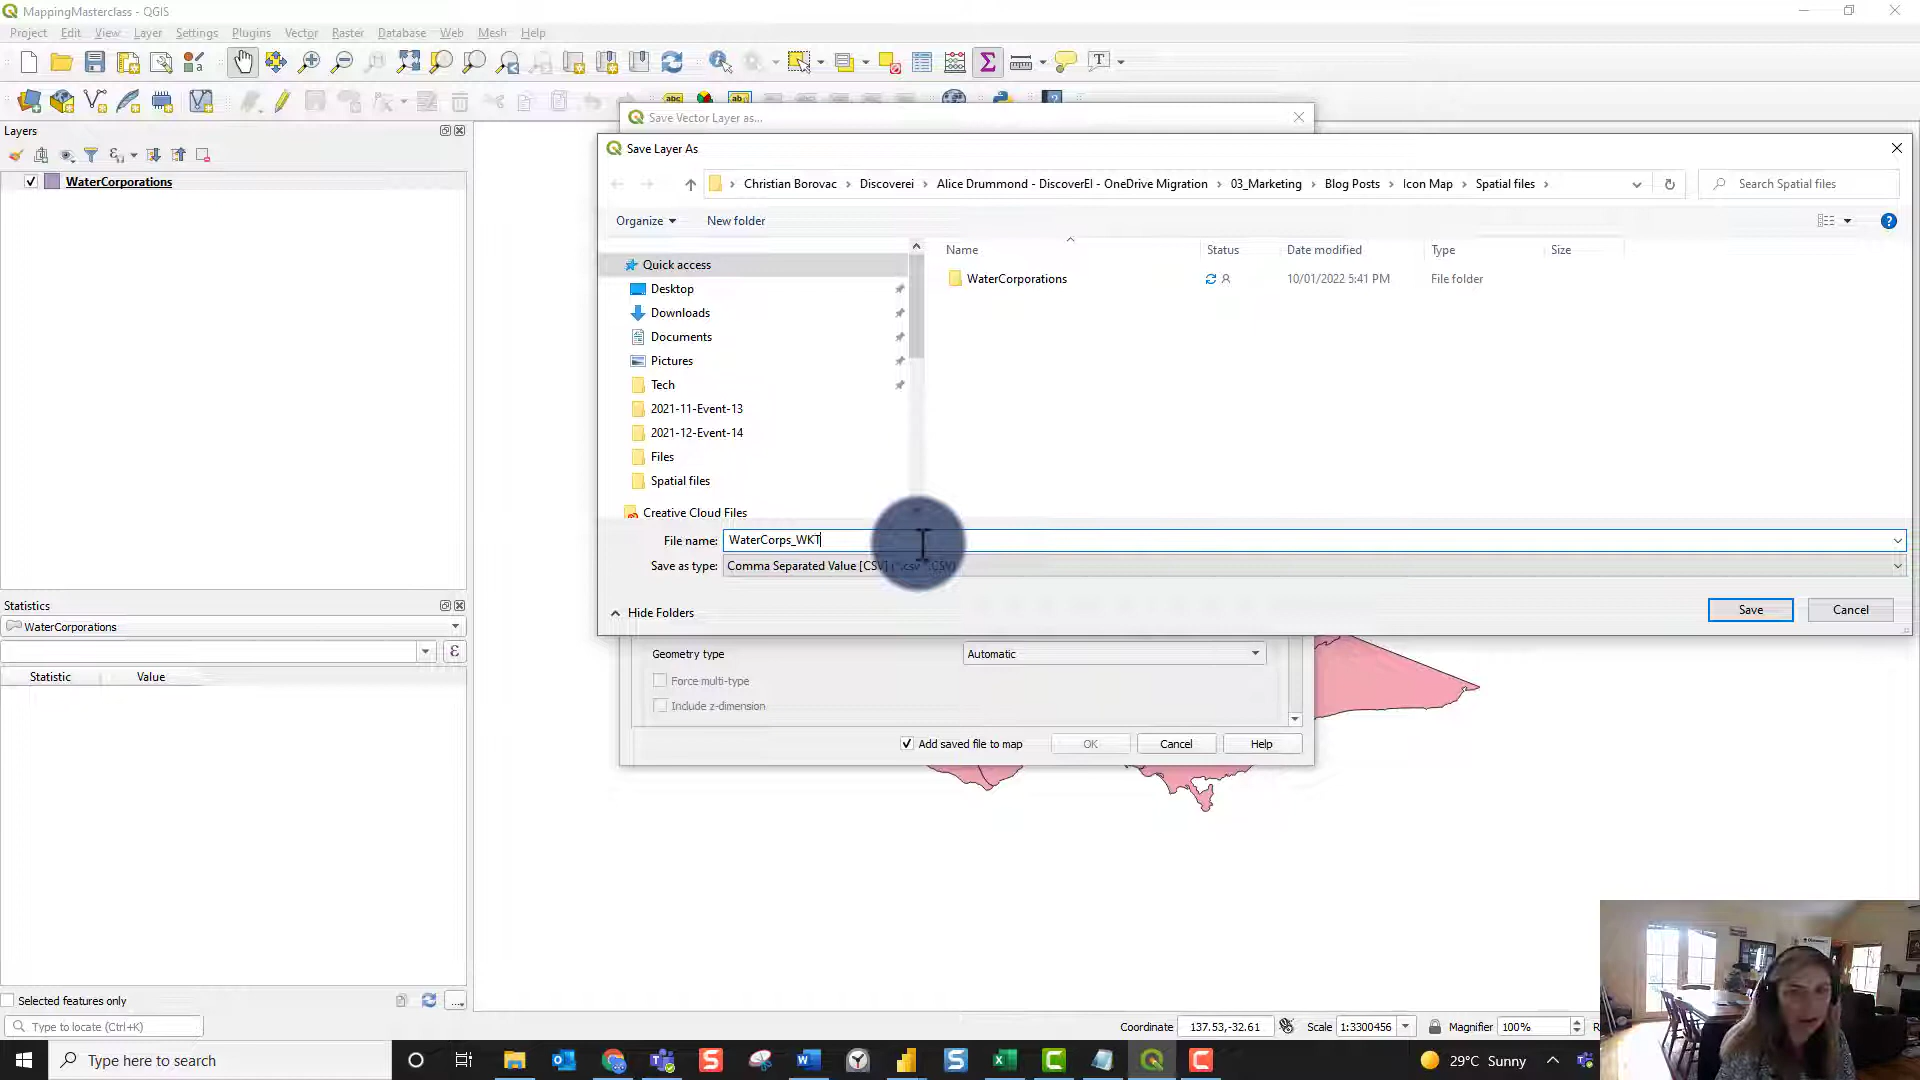 MappingMasterclass - QGIS
Project Edit View Layer Settings Plugins Vector Raster Database Web Mesh Help
Layers
WaterCorporations
Save Vector Layer as...
Save Layer As
Christian Borovac Discoverei Alice Drummond - DiscoverEI - OneDrive Migration 03_Marketing Blog Posts Icon Map Spatial files
Search Spatial files
Organize New folder
Name Status Date modified Type Size
Quick access
WaterCorporations 10/01/2022 5:41 PM File folder
Desktop
Downloads
Documents
Pictures
Tech
2021-11-Event-13
2021-12-Event-14
Files
Spatial files
Creative Cloud Files
File name: WaterCorps_WKT
Save as type: Comma Separated Value [CSV] (*.csv *.CSV)
Hide Folders
Save Cancel
Statistics
WaterCorporations
Statistic Value
Geometry type Automatic
Force multi-type
Include z-dimension
Add saved file to map OK Cancel Help
Selected features only
Type to locate (Ctrl+K)
Coordinate 137.53,-32.61 Scale 1:3300456 Magnifier 100%
Type here to search
29°C Sunny